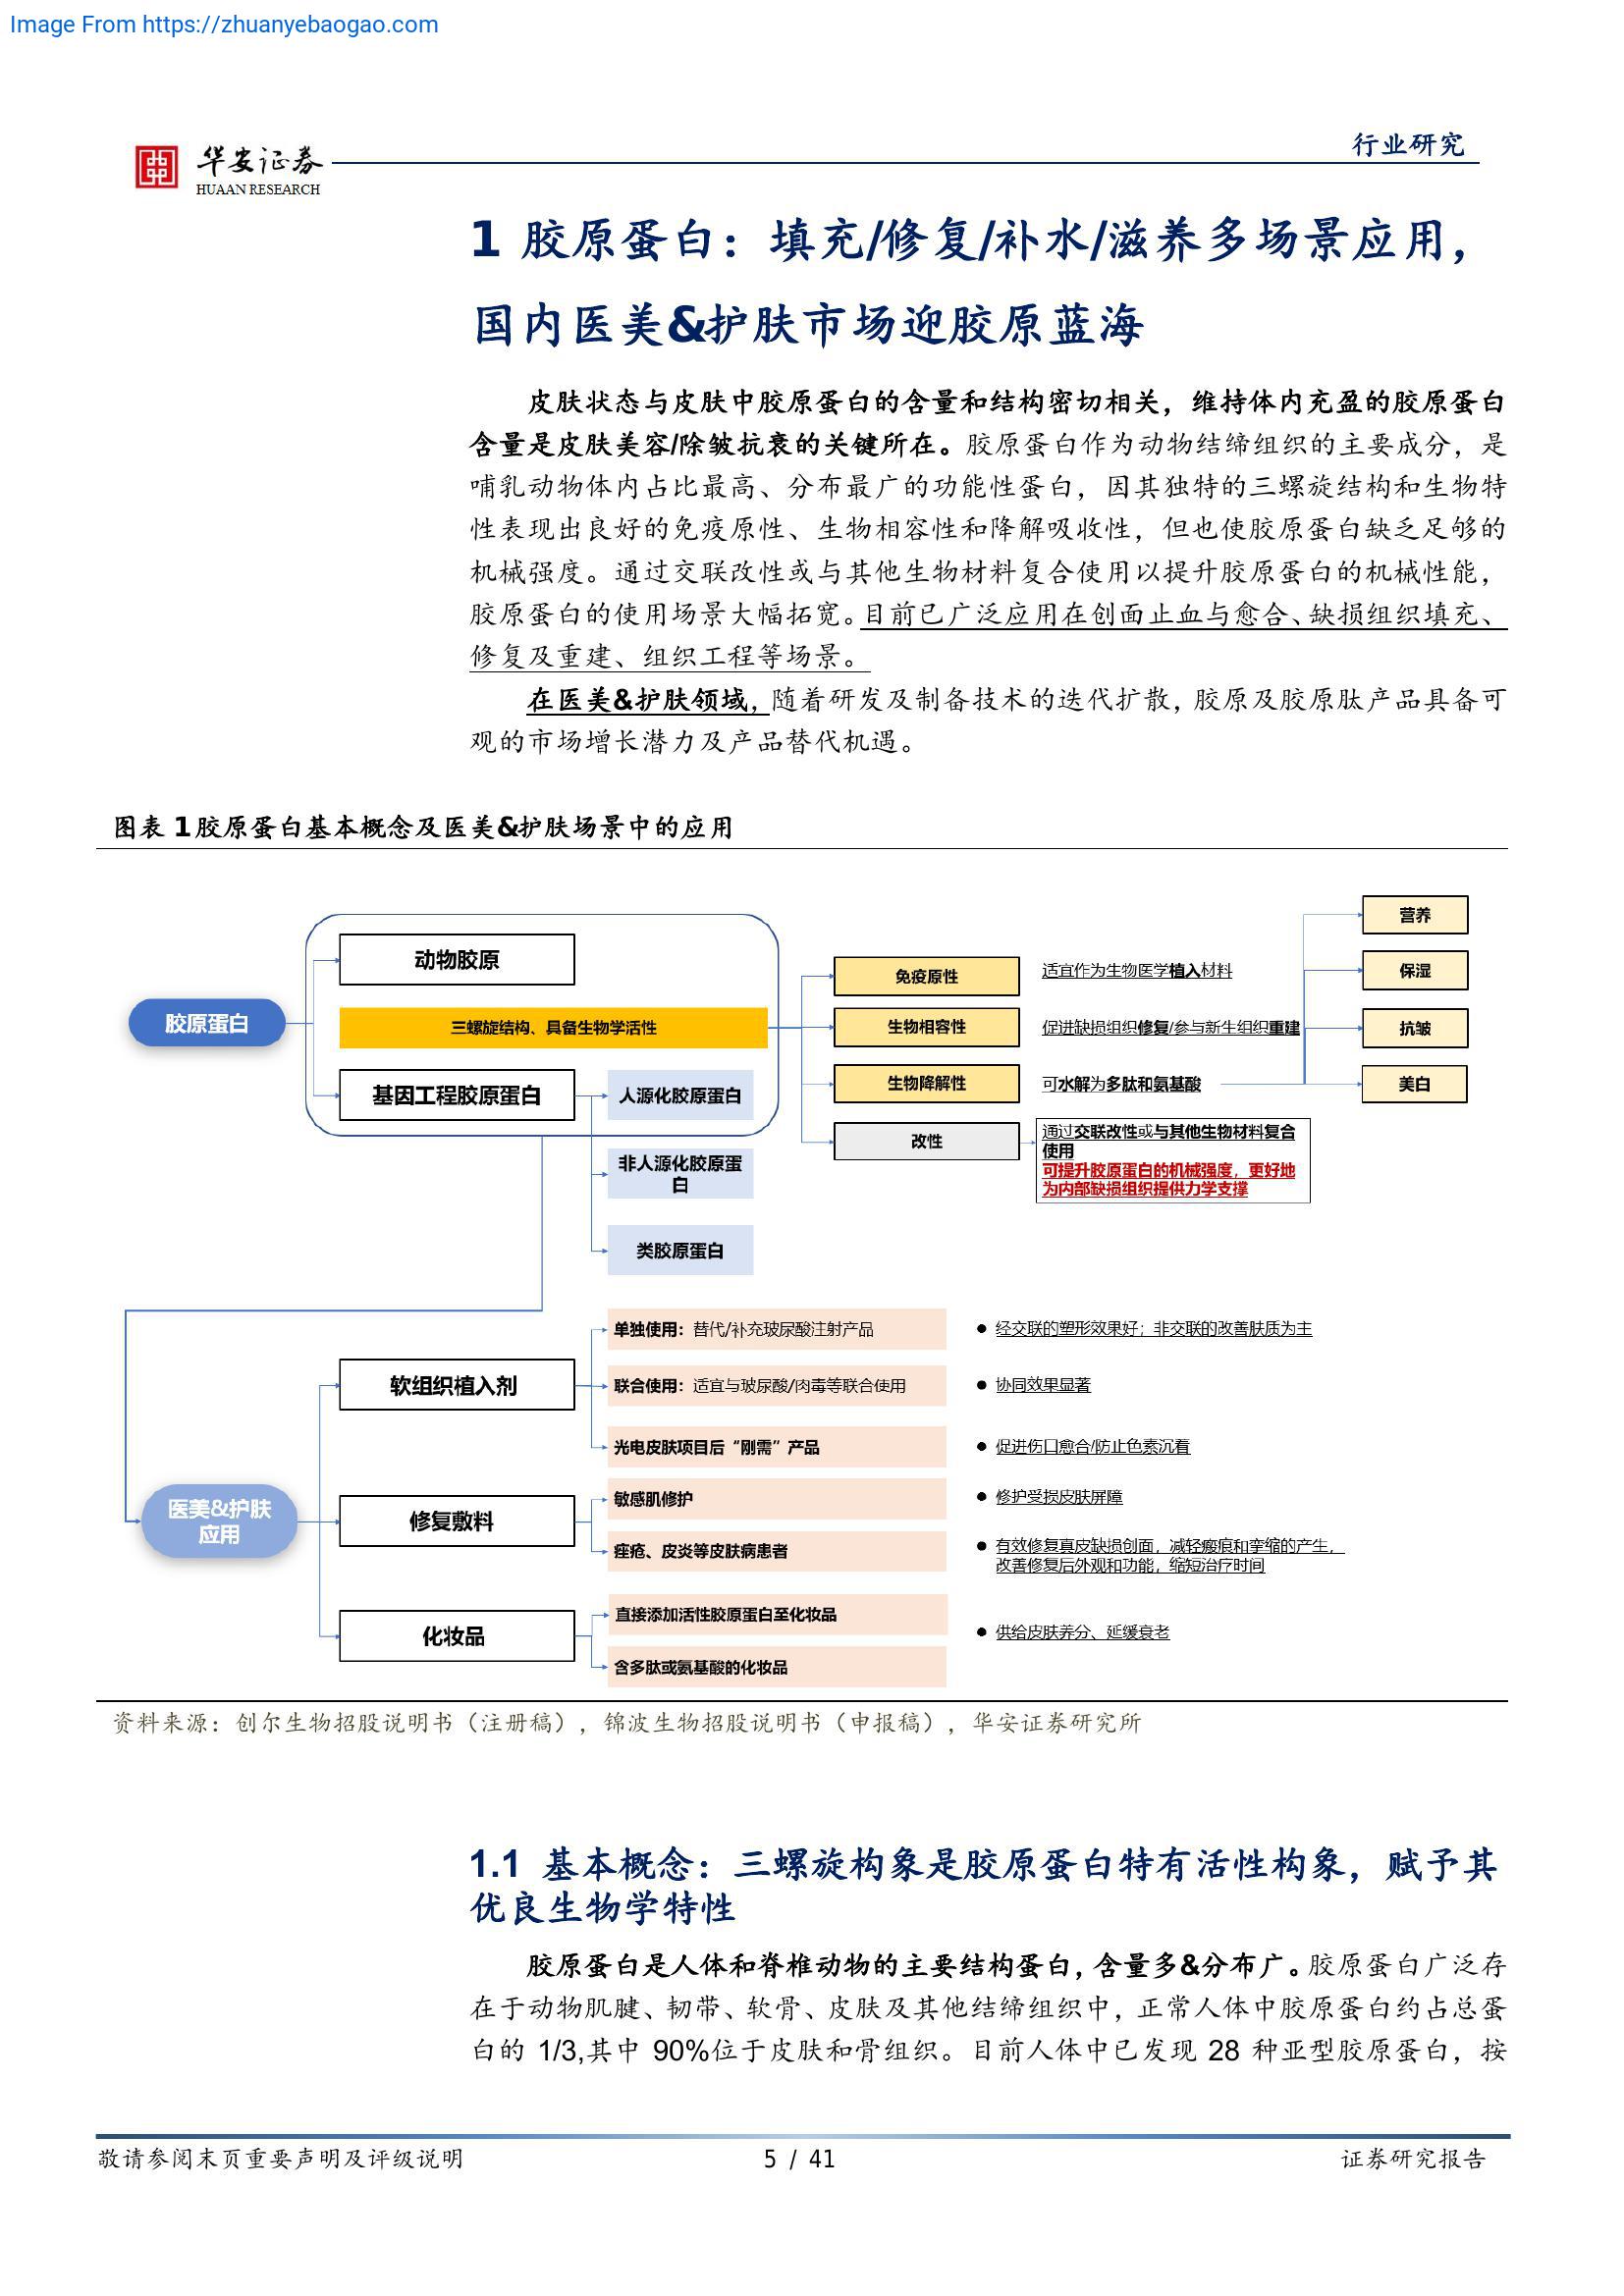 Image From https://zhuanyebaogao.com
华安证券
HUAAN RESEARCH
行业研究
1 胶原蛋白：填充/修复/补水/滋养多场景应用，
国内医美&护肤市场迎胶原蓝海
皮肤状态与皮肤中胶原蛋白的含量和结构密切相关，维持体内充盈的胶原蛋白
含量是皮肤美容/除皱抗衰的关键所在。胶原蛋白作为动物结缔组织的主要成分，是
哺乳动物体内占比最高、分布最广的功能性蛋白，因其独特的三螺旋结构和生物特
性表现出良好的免疫原性、生物相容性和降解吸收性，但也使胶原蛋白缺乏足够的
机械强度。通过交联改性或与其他生物材料复合使用以提升胶原蛋白的机械性能，
胶原蛋白的使用场景大幅拓宽。目前已广泛应用在创面止血与愈合、缺损组织填充、
修复及重建、组织工程等场景。
在医美&护肤领域，随着研发及制备技术的迭代扩散，胶原及胶原肽产品具备可
观的市场增长潜力及产品替代机遇。
图表 1 胶原蛋白基本概念及医美&护肤场景中的应用
胶原蛋白
动物胶原
三螺旋结构、具备生物学活性
基因工程胶原蛋白
人源化胶原蛋白
非人源化胶原蛋
白
类胶原蛋白
免疫原性
适宜作为生物医学植入材料
生物相容性
促进缺损组织修复/参与新生组织重建
生物降解性
可水解为多肽和氨基酸
改性
通过交联改性或与其他生物材料复合
使用
可提升胶原蛋白的机械强度，更好地
为内部缺损组织提供力学支撑
营养
保湿
抗皱
美白
医美&护肤
应用
软组织植入剂
单独使用：替代/补充玻尿酸注射产品
● 经交联的塑形效果好；非交联的改善肤质为主
联合使用：适宜与玻尿酸/肉毒等联合使用
● 协同效果显著
光电皮肤项目后“刚需”产品
● 促进伤口愈合/防止色素沉着
修复敷料
敏感肌修护
● 修护受损皮肤屏障
痤疮、皮炎等皮肤病患者
● 有效修复真皮缺损创面，减轻瘢痕和挛缩的产生，
改善修复后外观和功能，缩短治疗时间
化妆品
直接添加活性胶原蛋白至化妆品
含多肽或氨基酸的化妆品
● 供给皮肤养分、延缓衰老
资料来源：创尔生物招股说明书（注册稿），锦波生物招股说明书（申报稿），华安证券研究所
1.1 基本概念：三螺旋构象是胶原蛋白特有活性构象，赋予其
优良生物学特性
胶原蛋白是人体和脊椎动物的主要结构蛋白，含量多&分布广。胶原蛋白广泛存
在于动物肌腱、韧带、软骨、皮肤及其他结缔组织中，正常人体中胶原蛋白约占总蛋
白的 1/3,其中 90%位于皮肤和骨组织。目前人体中已发现 28 种亚型胶原蛋白，按
敬请参阅末页重要声明及评级说明
5 / 41
证券研究报告